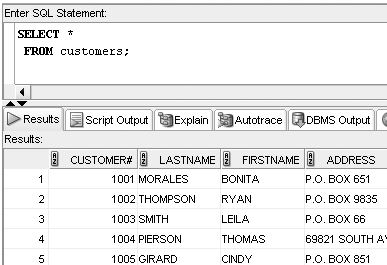 Enter SQL Statement:
SELECT *
FROM customers;
Results Script Output Explain Autotrace DBMS Output
Results:
CUSTOMER# LASTNAME FIRSTNAME ADDRESS
1 1001 MORALES BONITA P.O. BOX 651
2 1002 THOMPSON RYAN P.O. BOX 9835
3 1003 SMITH LEILA P.O. BOX 66
4 1004 PIERSON THOMAS 69821 SOUTH AV
5 1005 GIRARD CINDY P.O. BOX 851